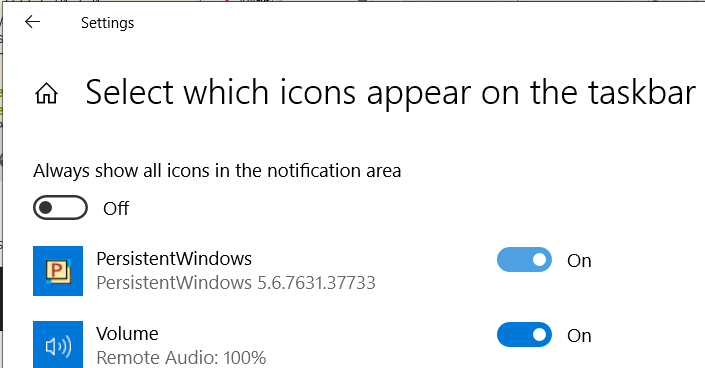 Settings
Select which icons appear on the taskbar
Always show all icons in the notification area
Off
P
PersistentWindows
On
PersistentWindows 5.6.7631.37733
Volume
On
Remote Audio: 100%